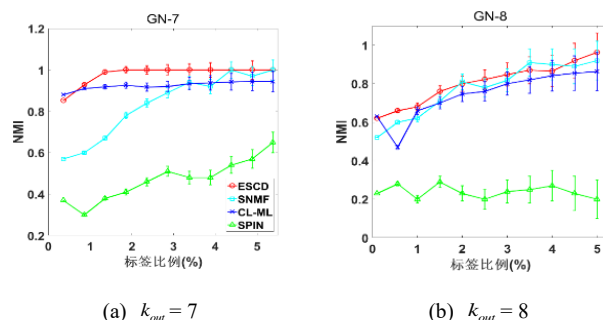 GN-7
NMI
1.2
1
0.8
0.6
0.4
0.2
ESCD
SNMF
CL-ML
SPIN
0 1 2 3 4 5
标签比例(%)
(a) k_out = 7
GN-8
NMI
1
0.8
0.6
0.4
0.2
0
0 1 2 3 4 5
标签比例(%)
(b) k_out = 8